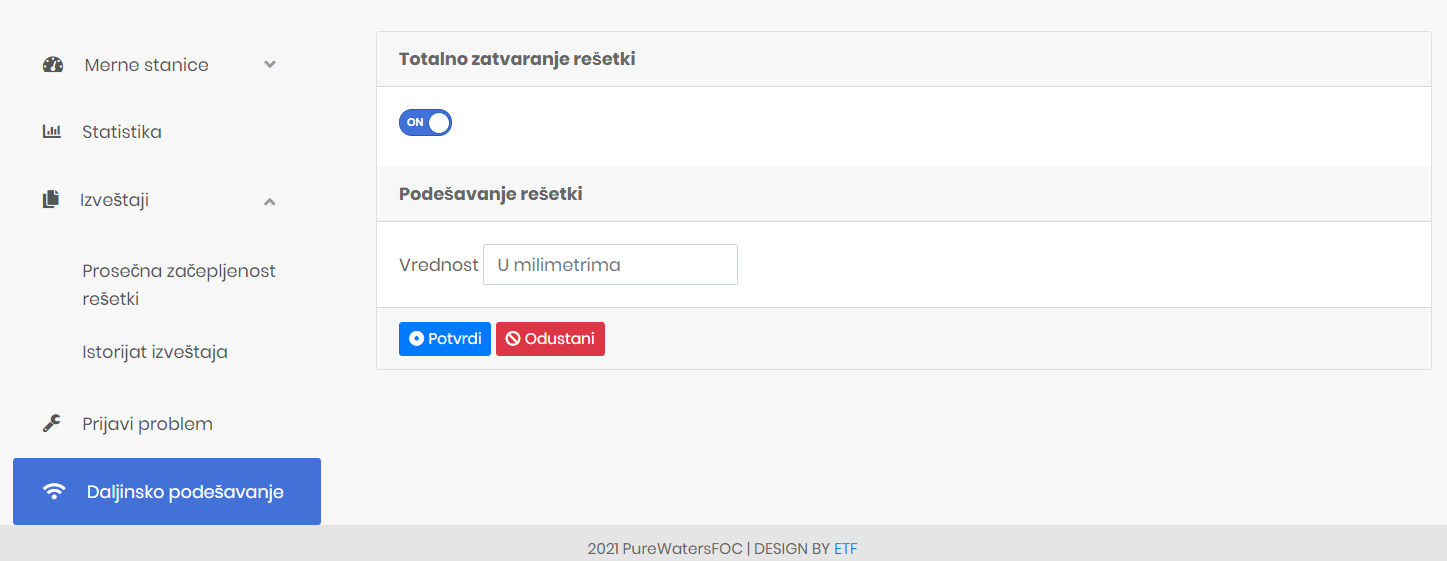 Merne stanice
Statistika
Izveštaji
Prosečna začepljenost
rešetki
Istorijat izveštaja
Prijavi problem
Daljinsko podešavanje
Totalno zatvaranje rešetki
ON
Podešavanje rešetki
Vrednost U milimetrima
Potvrdi Odustani
2021 PureWatersFOC | DESIGN BY ETF